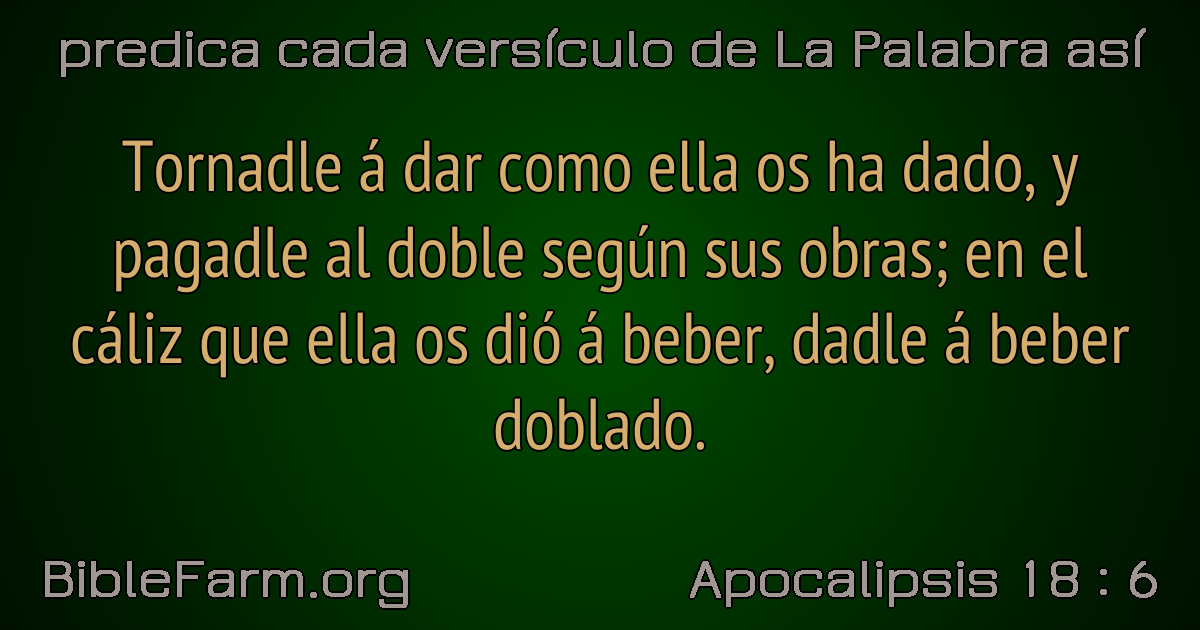 predica cada versículo de La Palabra así
Tornadle á dar como ella os ha dado, y
pagadle al doble según sus obras; en el
cáliz que ella os dió á beber, dadle á beber
doblado.
BibleFarm.org
Apocalipsis 18 : 6